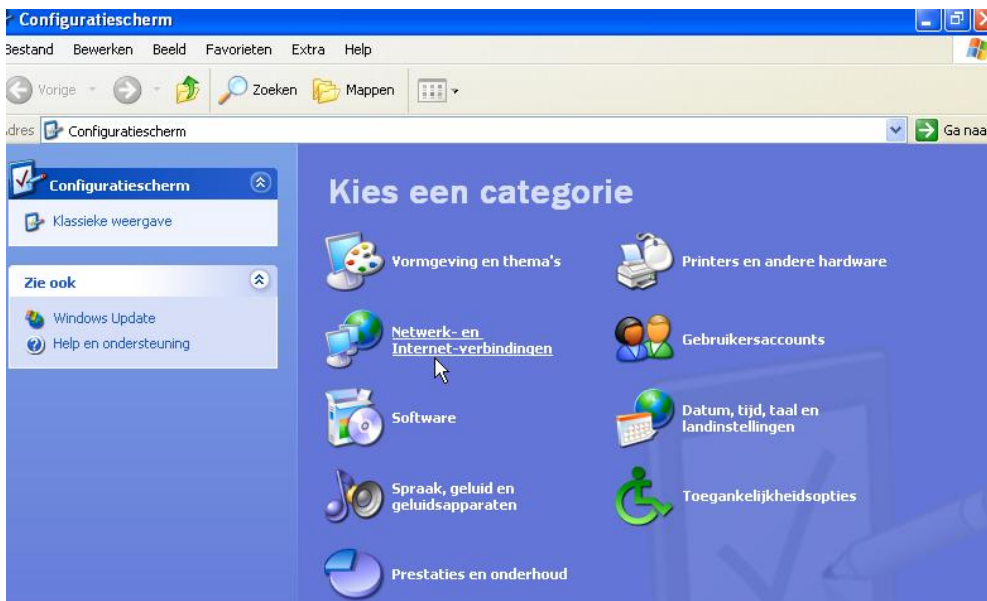 Configuratiescherm
Bestand Bewerken Beeld Favorieten Extra Help
Vorige Zoeken Mappen
Configuratiescherm Ga naa
Configuratiescherm
Klassieke weergave
Zie ook
Windows Update
Help en ondersteuning
Kies een categorie
Vormgeving en thema's
Printers en andere hardware
Netwerk- en
Internet-verbindingen
Gebruikersaccounts
Software
Datum, tijd, taal en
landinstellingen
Spraak, geluid en
geluidsapparaten
Toegankelijkheidsopties
Prestaties en onderhoud